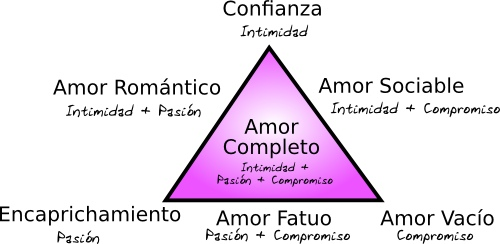 Confianza
Intimidad
Amor Romántico
Intimidad + Pasión
Amor Sociable
Intimidad + Compromiso
Amor
Completo
Intimidad +
Pasión + Compromiso
Encaprichamiento
Pasión
Amor Fatuo
Pasión + Compromiso
Amor Vacío
Compromiso